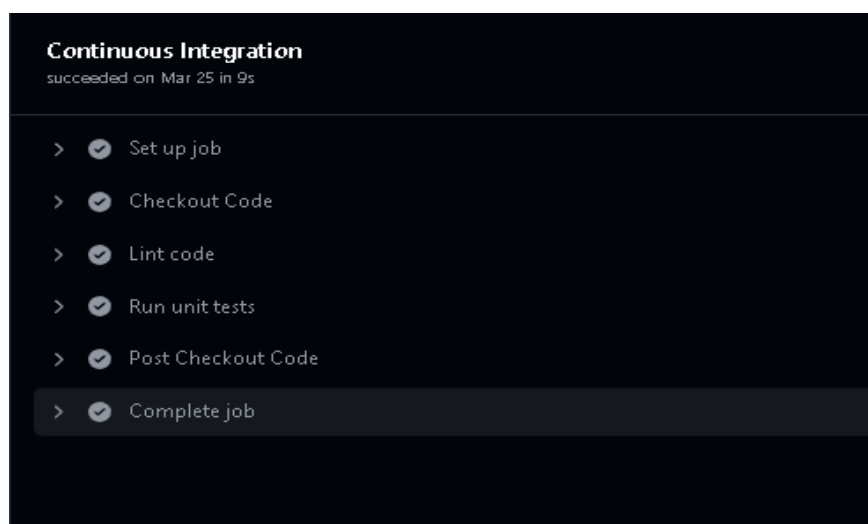 Continuous Integration
succeeded on Mar 25 in 9s
Set up job
Checkout Code
Lint code
Run unit tests
Post Checkout Code
Complete job